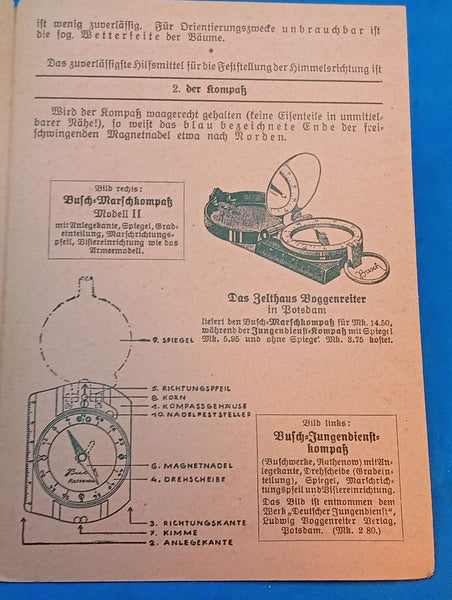 ist wenig zuverlässig. Für Orientierungszwecke unbrauchbar ist
die sog. Wetterseite der Bäume.
*
Das zuverlässigste Hilfsmittel für die Feststellung der Himmelsrichtung ist
2. der Kompaß
Wird der Kompaß waagerecht gehalten (keine Eisenteile in unmittel-
barer Nähe!), so weist das blau bezeichnete Ende der frei-
schwingenden Magnetnadel etwa nach Norden.
Bild rechts:
Busch-Marschkompaß
Modell II
mit Anlegekante, Spiegel, Grad-
einteilung, Marschrichtungs-
pfeil, Visiereinrichtung wie das
Armeemodell.
Busch
Das Zelthaus Voggenreiter
in Potsdam
liefert den Busch-Marschkompaß für Mk. 14.50,
während der Jungendienst-Kompaß mit Spiegel
Mk. 5.95 und ohne Spiegel Mk. 3.75 kostet.
9. SPIEGEL
5. RICHTUNGSPFEIL
8. KORN
1. KOMPASSGEHÄUSE
10. NADELFESTSTELLER
6. MAGNETNADEL
4. DREHSCHEIBE
Busch
RATHENOW
3. RICHTUNGSKANTE
7. KIMME
2. ANLEGEKANTE
Bild links:
Busch-Jungendienst-
kompaß
(Buschwerke, Rathenow) mit An-
legekante, Drehscheibe (Gradein-
teilung), Spiegel, Marschrich-
tungspfeil und Visiereinrichtung.
Das Bild ist entnommen dem
Werk „Deutscher Jungendienst",
Ludwig Voggenreiter Verlag,
Potsdam. (Mk. 2 80.)